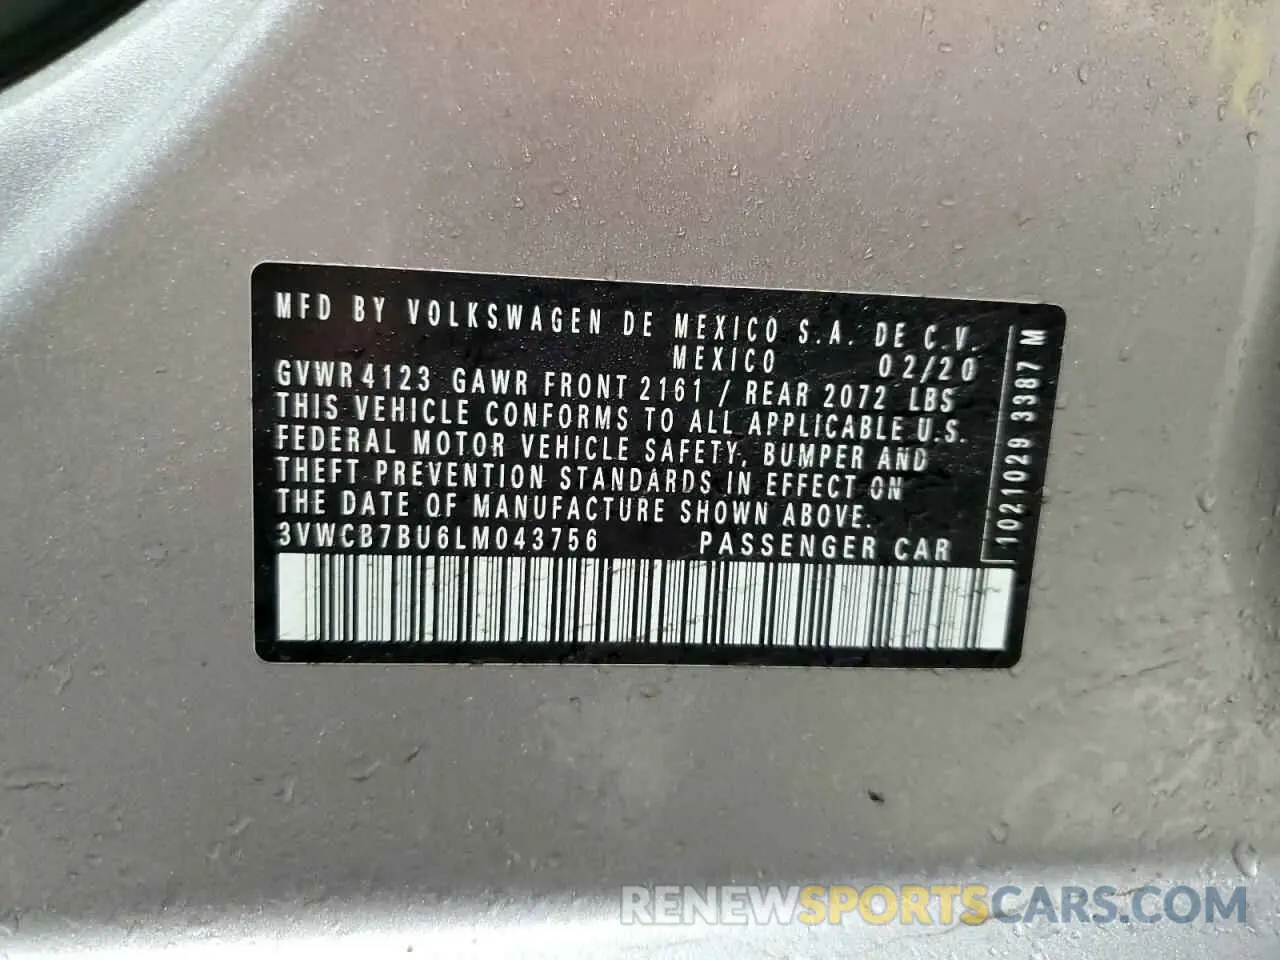 MFD BY VOLKSWAGEN DE MEXICO S.A. DE C.V.
MEXICO 02/20
GVWR 4123 GAWR FRONT 2161 / REAR 2072 LBS
THIS VEHICLE CONFORMS TO ALL APPLICABLE U.S.
FEDERAL MOTOR VEHICLE SAFETY, BUMPER AND
THEFT PREVENTION STANDARDS IN EFFECT ON
THE DATE OF MANUFACTURE SHOWN ABOVE.
3VWCB7BU6LM043756 PASSENGER CAR
1021029 3387 M
RENEWSPORTSCARS.COM